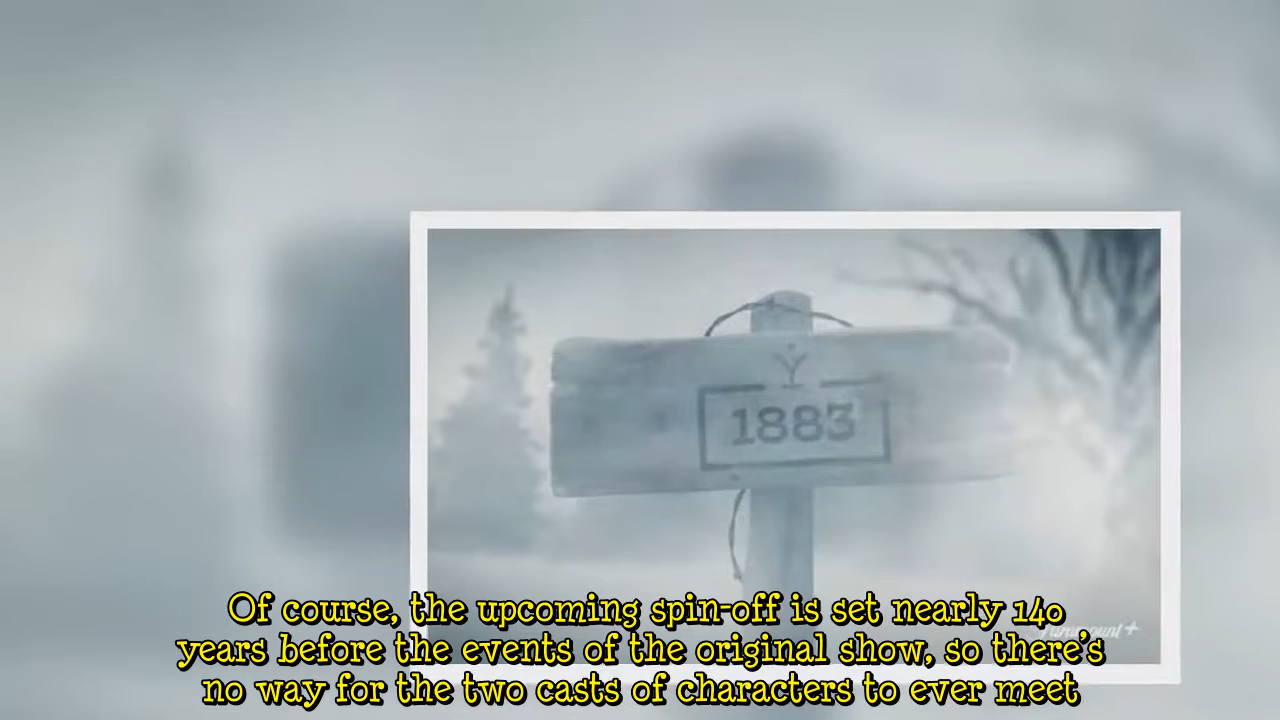 1883
Paramount+
Of course, the upcoming spin-off is set nearly 140
years before the events of the original show, so there's
no way for the two casts of characters to ever meet